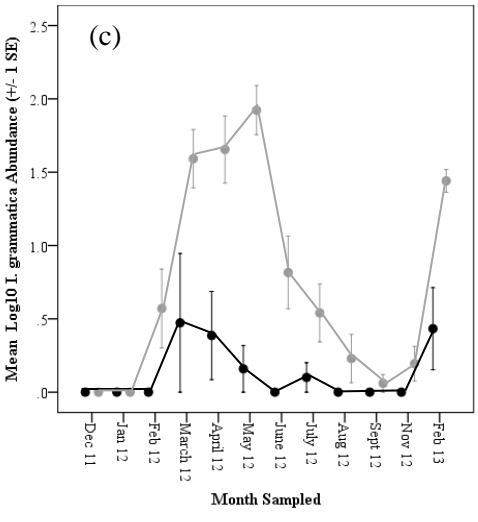 (c)
Mean Log10 I. grammatica Abundance (+/- 1 SE)
2.5
2.0
1.5
1.0
.5
.0
Dec 11
Jan 12
Feb 12
March 12
April 12
May 12
June 12
July 12
Aug 12
Sept 12
Nov 12
Feb 13
Month Sampled